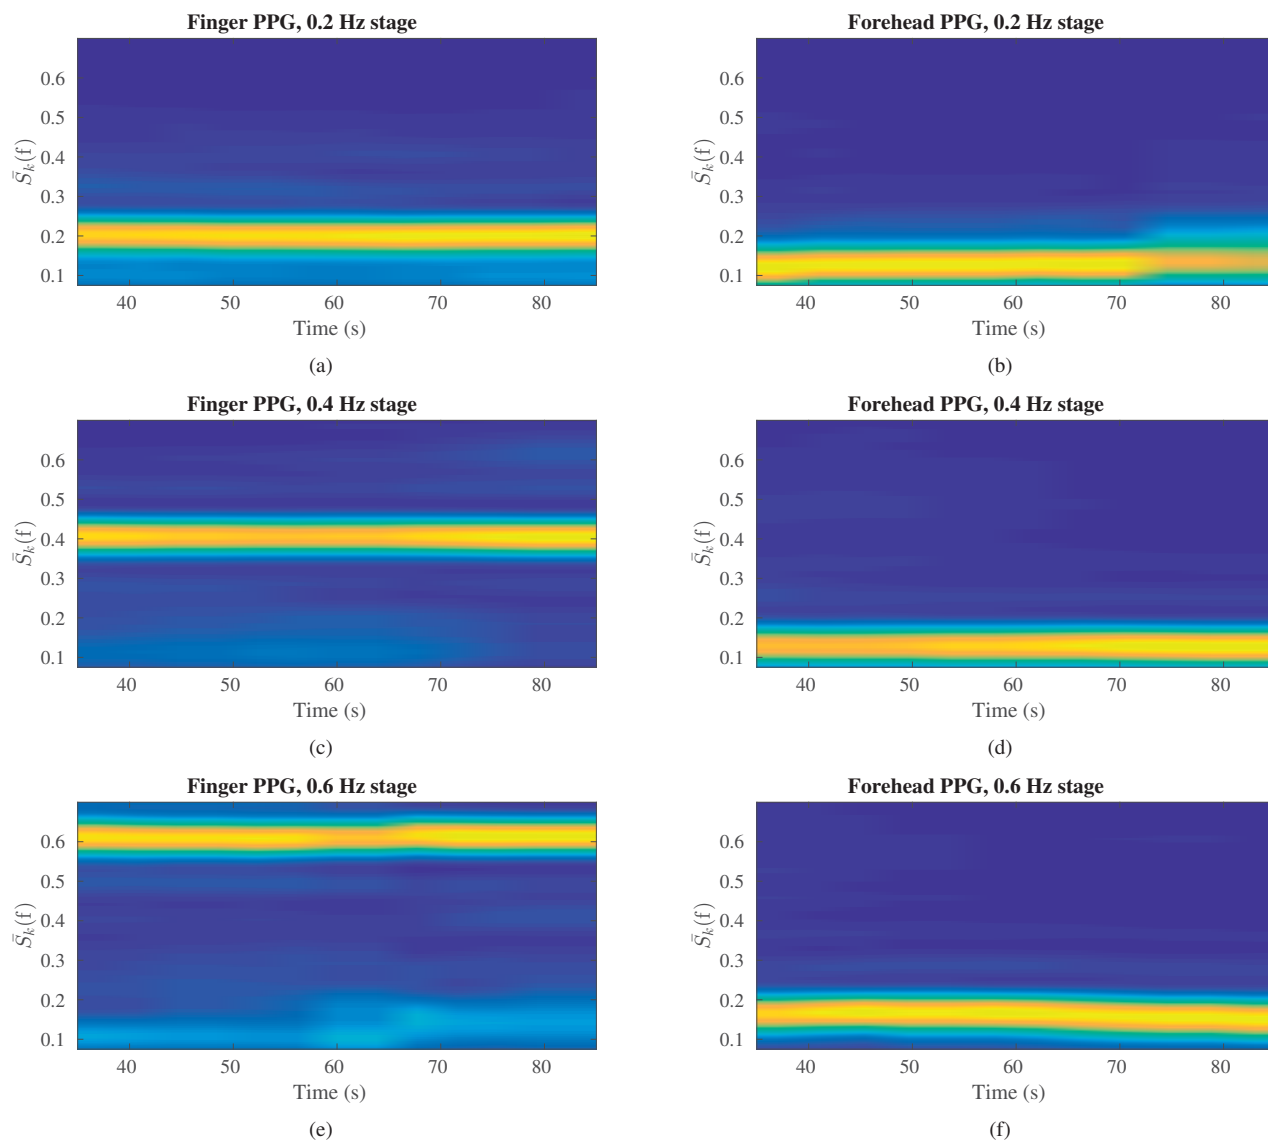 Finger PPG, 0.2 Hz stage
0.6
0.5
0.4
0.3
0.2
0.1
S̄k(f)
40 50 60 70 80
Time (s)
(a)
Forehead PPG, 0.2 Hz stage
0.6
0.5
0.4
0.3
0.2
0.1
S̄k(f)
40 50 60 70 80
Time (s)
(b)
Finger PPG, 0.4 Hz stage
0.6
0.5
0.4
0.3
0.2
0.1
S̄k(f)
40 50 60 70 80
Time (s)
(c)
Forehead PPG, 0.4 Hz stage
0.6
0.5
0.4
0.3
0.2
0.1
S̄k(f)
40 50 60 70 80
Time (s)
(d)
Finger PPG, 0.6 Hz stage
0.6
0.5
0.4
0.3
0.2
0.1
S̄k(f)
40 50 60 70 80
Time (s)
(e)
Forehead PPG, 0.6 Hz stage
0.6
0.5
0.4
0.3
0.2
0.1
S̄k(f)
40 50 60 70 80
Time (s)
(f)